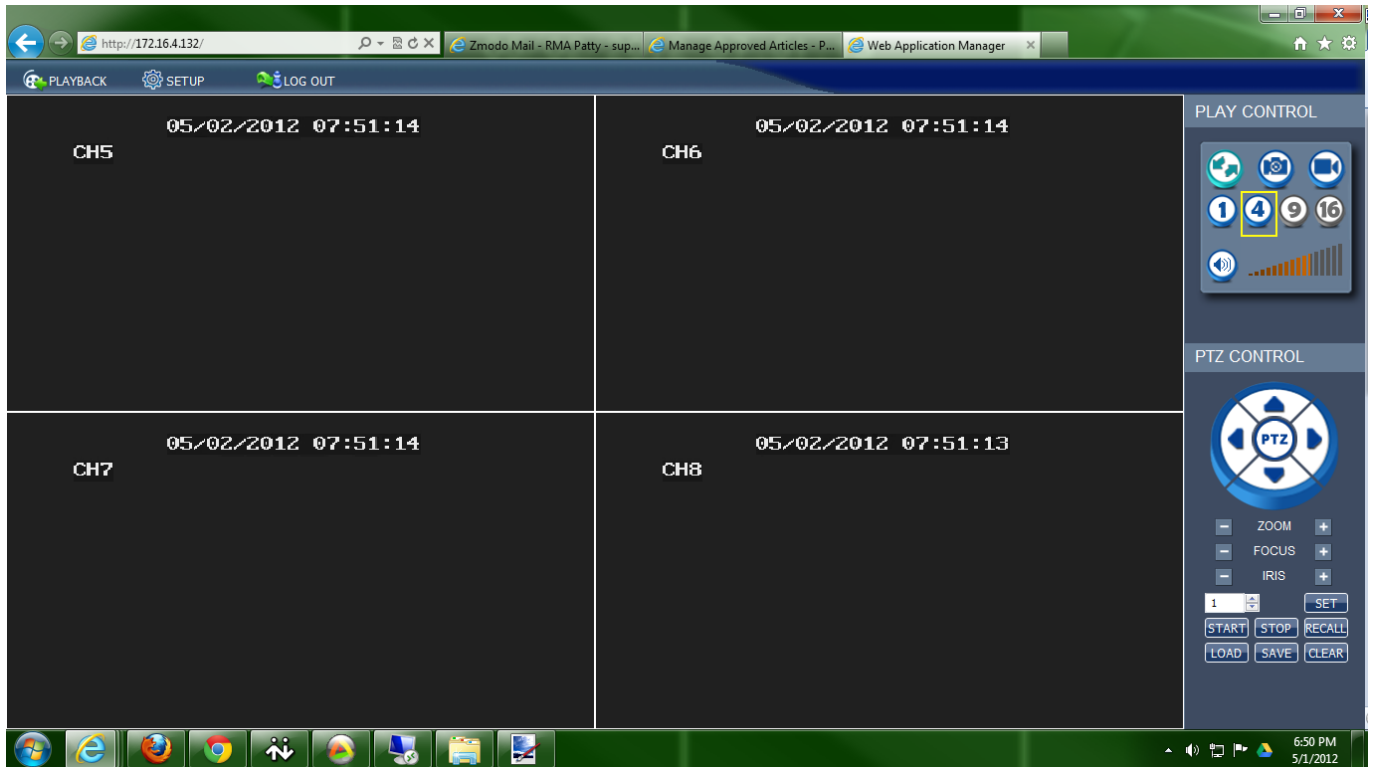 http://172.16.4.132/
Zmodo Mail - RMA Patty - sup...
Manage Approved Articles - P...
Web Application Manager
PLAYBACK
SETUP
LOG OUT
05/02/2012 07:51:14
CH5
05/02/2012 07:51:14
CH6
05/02/2012 07:51:14
CH7
05/02/2012 07:51:13
CH8
PLAY CONTROL
1 4 9 16
PTZ CONTROL
PTZ
- ZOOM +
- FOCUS +
- IRIS +
1 SET
START STOP RECALL
LOAD SAVE CLEAR
6:50 PM
5/1/2012